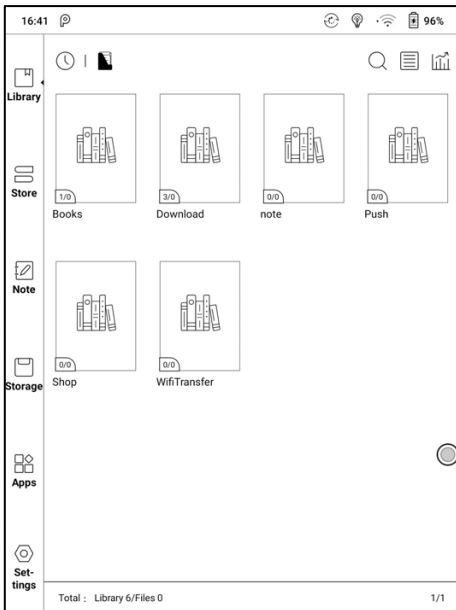 16:41 96%
Library
Store
Note
Storage
Apps
Set-
tings
1/0 3/0 0/0 0/0
Books Download note Push
0/0 0/0
Shop WifiTransfer
Total : Library 6/Files 0 1/1